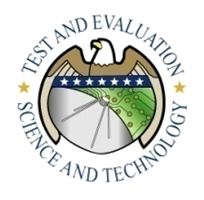 TEST AND EVALUATION
SCIENCE AND TECHNOLOGY